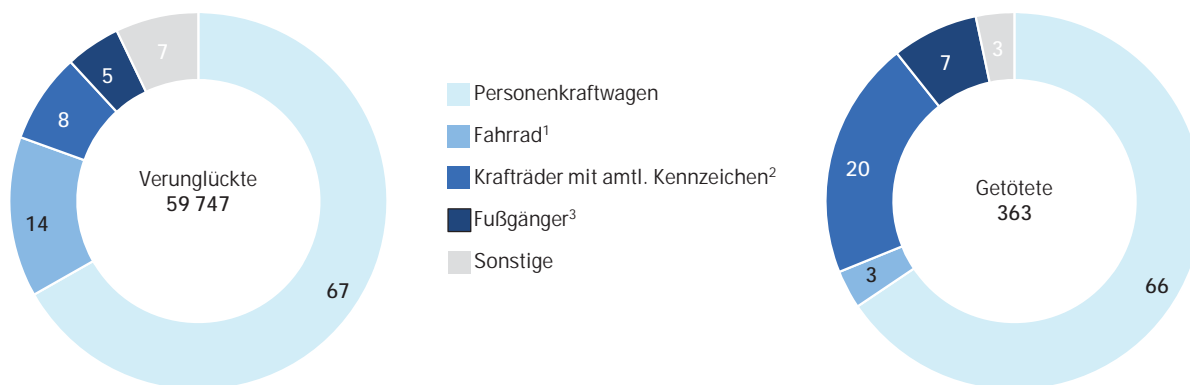 7
5
8
14
67
Verunglückte
59 747
Personenkraftwagen
Fahrrad¹
Krafträder mit amtl. Kennzeichen²
Fußgänger³
Sonstige
3
7
20
3
66
Getötete
363